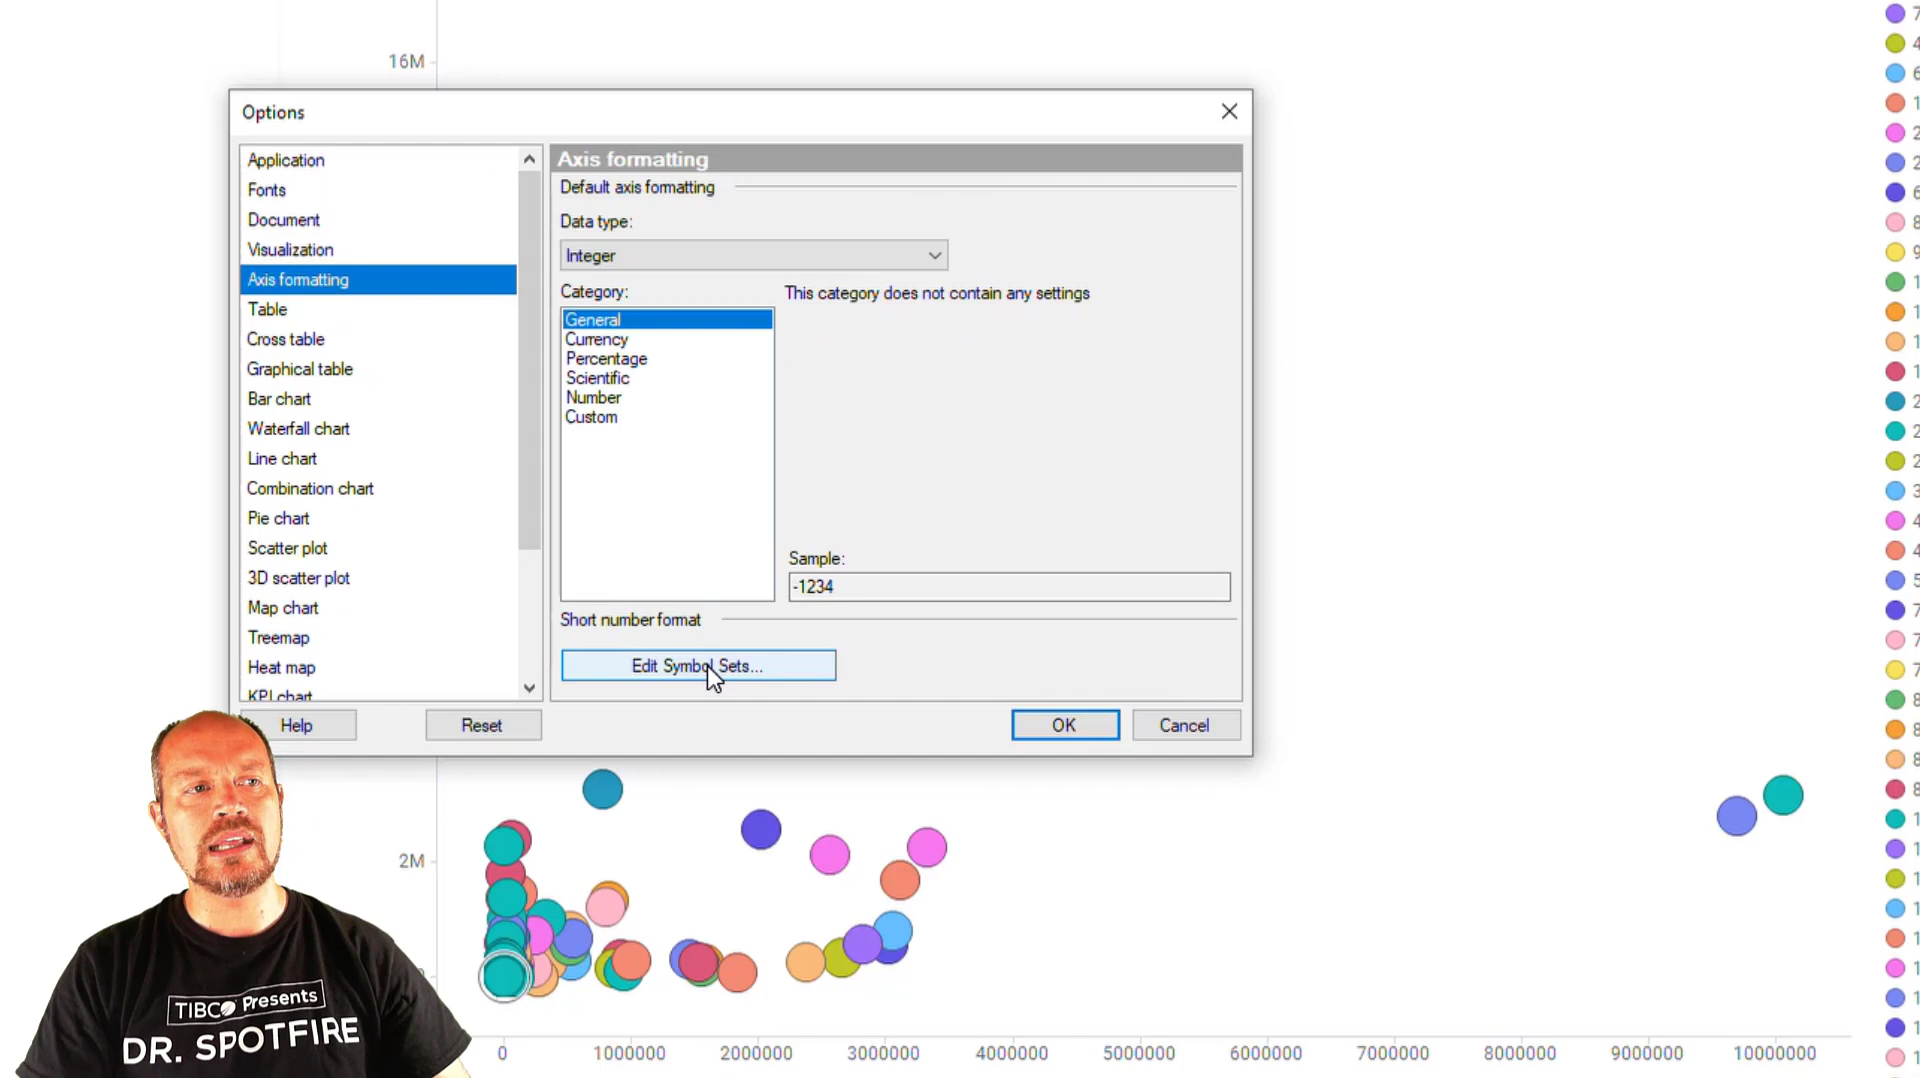 16M
Options
Application
Fonts
Document
Visualization
Axis formatting
Table
Cross table
Graphical table
Bar chart
Waterfall chart
Line chart
Combination chart
Pie chart
Scatter plot
3D scatter plot
Map chart
Treemap
Heat map
KPI chart
Axis formatting
Default axis formatting
Data type:
Integer
Category:
This category does not contain any settings
General
Currency
Percentage
Scientific
Number
Custom
Sample:
-1234
Short number format
Edit Symbol Sets...
Help
Reset
OK
Cancel
2M
0 1000000 2000000 3000000 4000000 5000000 6000000 7000000 8000000 9000000 10000000
TIBCO Presents
DR. SPOTFIRE